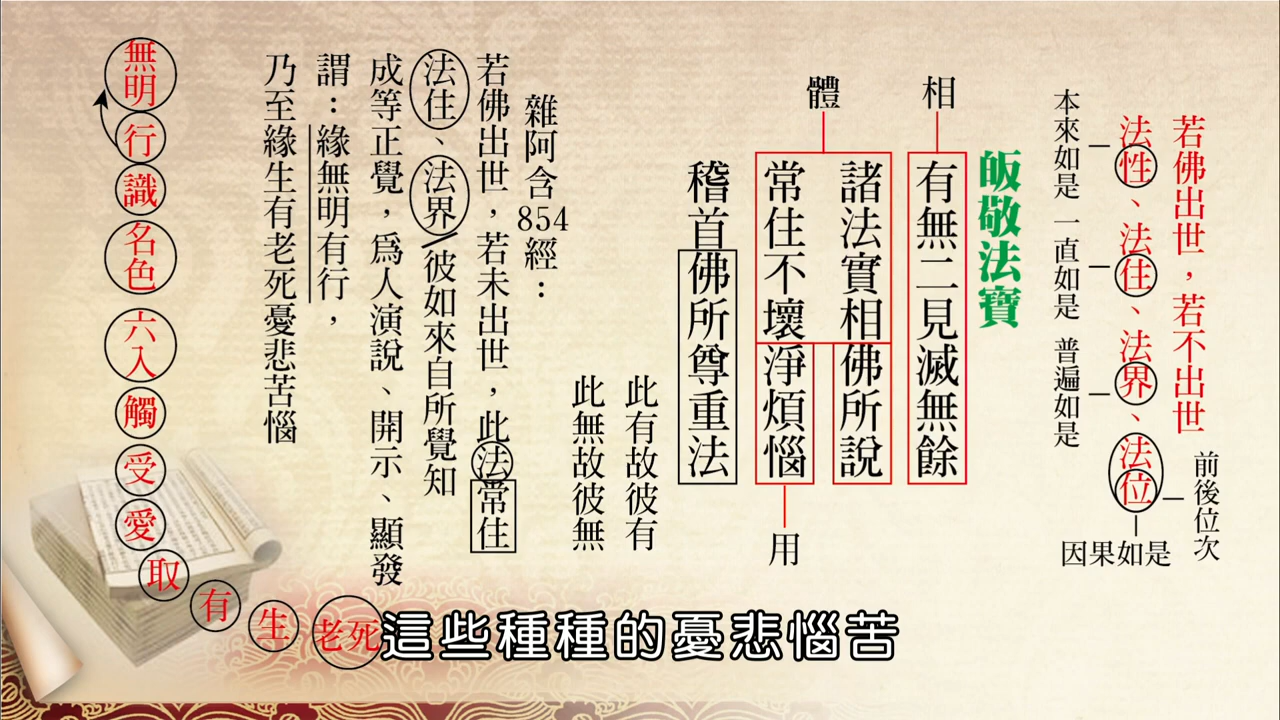 若佛出世，若不出世
法性、法住、法界、法位
前後位次
因果如是
本來如是 一直如是 普遍如是
皈敬法寶
相
有無二見滅無餘
體
諸法實相佛所說
常住不壞淨煩惱
用
稽首佛所尊重法
此有故彼有
此無故彼無
雜阿含854經：
若佛出世，若未出世，此法常住
法住、法界/彼如來自所覺知
成等正覺，為人演說、開示、顯發
謂：緣無明有行，
乃至緣生有老死憂悲苦惱
無明
行
識
名色
六入
觸
受
愛
取
有
生
老死
這些種種的憂悲惱苦